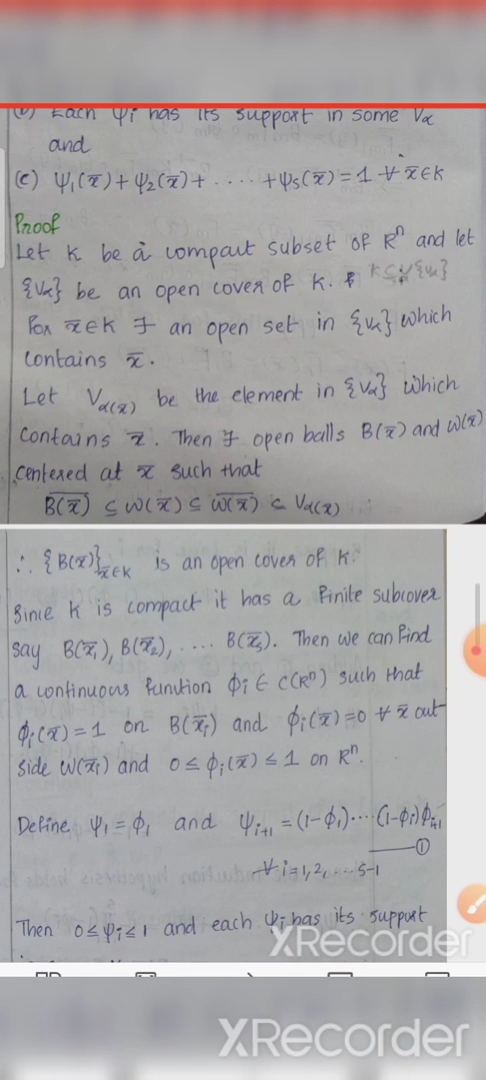 (b) Each ψi has its support in some Vα
and
(c) ψ₁(x̄)+ψ₂(x̄)+ ..... +ψs(x̄)=1 ∀ x̄∈K
Proof
Let K be a compact subset of Rⁿ and let
{Vα} be an open cover of K.
For x̄∈K ∃ an open set in {Vα} which
contains x̄.
Let Vα(x̄) be the element in {Vα} which
contains x̄. Then ∃ open balls B(x̄) and W(x̄)
centered at x̄ such that
\overline{B(x̄)} ⊆ W(x̄) ⊆ \overline{W(x̄)} ⊆ Vα(x̄)
∴ {B(x̄)}x̄∈K is an open cover of K.
Since K is compact it has a finite subcover
say B(x̄₁), B(x̄₂), .... B(x̄s). Then we can find
a continuous function ϕi ∈ C(Rⁿ) such that
ϕi(x̄)=1 on B(x̄i) and ϕi(x̄)=0 ∀ x̄ out
side W(x̄i) and 0≤ϕi(x̄)≤1 on Rⁿ.
Define ψ₁=ϕ₁ and ψi+1=(1-ϕ₁)....(1-ϕi)ϕi+1
—①
∀ i=1,2,...s-1
Then 0≤ψi≤1 and each ψi has its support
XRecorder
XRecorder